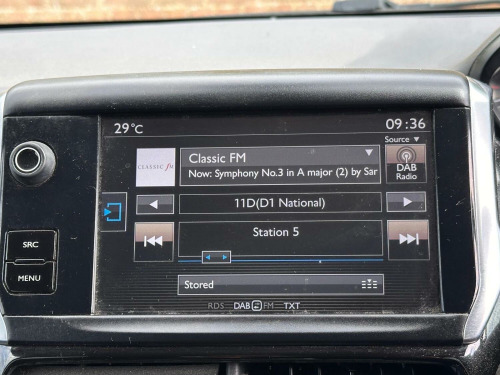 29°C
09:36
Source ▼
CLASSIC fM
Classic FM
Now: Symphony No.3 in A major (2) by Sar
DAB
Radio
11D(D1 National)
Station 5
SRC
MENU
Stored
RDS DAB FM TXT